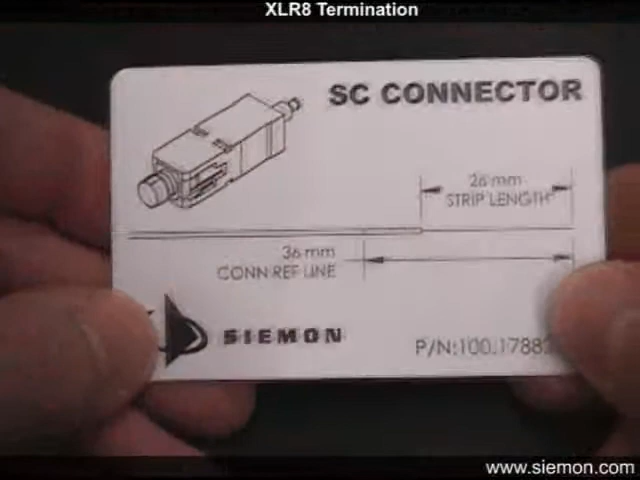 XLR8 Termination
SC CONNECTOR
26 mm
STRIP LENGTH
36 mm
CONN REF LINE
SIEMON
www.siemon.com